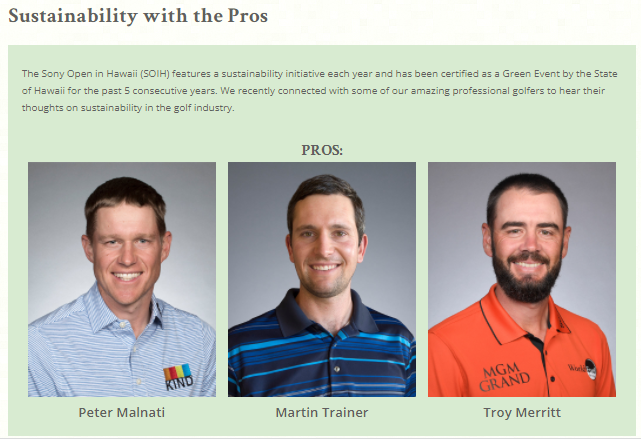 Sustainability with the Pros
The Sony Open in Hawaii (SOIH) features a sustainability initiative each year and has been certified as a Green Event by the State
of Hawaii for the past 5 consecutive years. We recently connected with some of our amazing professional golfers to hear their
thoughts on sustainability in the golf industry.
PROS:
KIND
MGM
GRAND
Peter Malnati
Martin Trainer
Troy Merritt